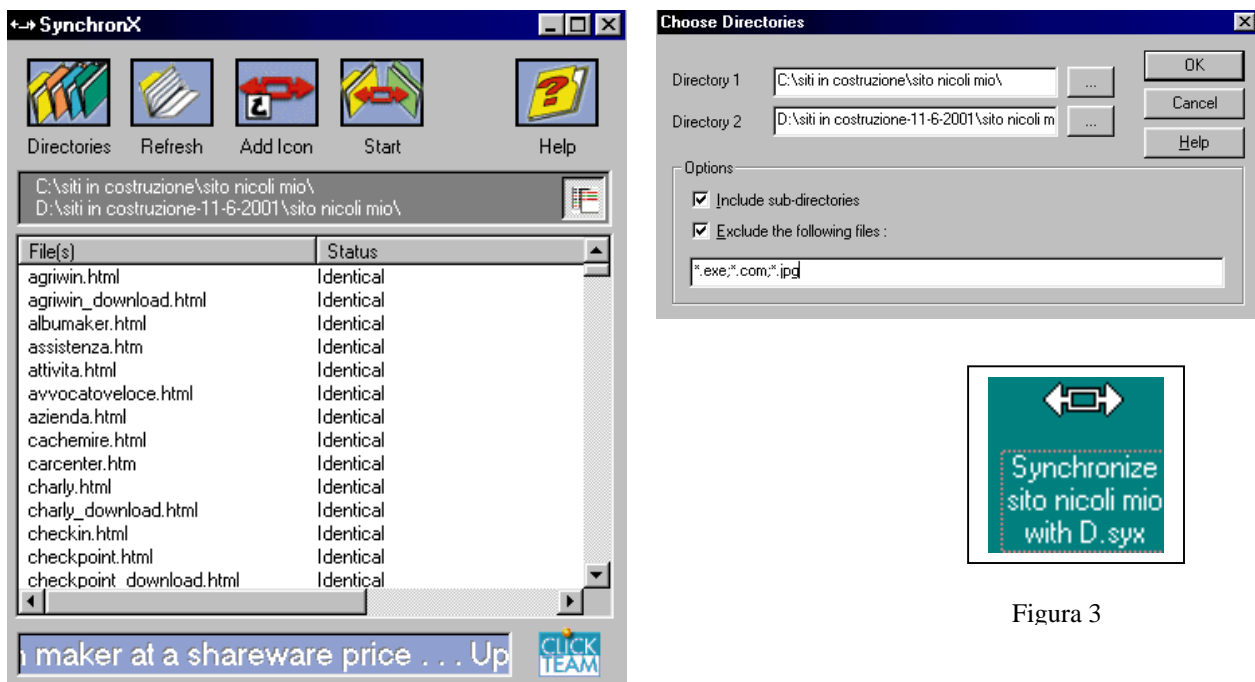 SynchronX
Directories Refresh Add Icon Start Help
C:\siti in costruzione\sito nicoli mio\
D:\siti in costruzione-11-6-2001\sito nicoli mio\
File(s) Status
agriwin.html Identical
agriwin_download.html Identical
albumaker.html Identical
assistenza.htm Identical
attivita.html Identical
avvocatoveloce.html Identical
azienda.html Identical
cachemire.html Identical
carcenter.htm Identical
charly.html Identical
charly_download.html Identical
checkin.html Identical
checkpoint.html Identical
checkpoint_download.html Identical
maker at a shareware price . . . Up
CLICK
TEAM
Choose Directories
Directory 1 C:\siti in costruzione\sito nicoli mio\ ...
Directory 2 D:\siti in costruzione-11-6-2001\sito nicoli m ...
OK
Cancel
Help
Options
Include sub-directories
Exclude the following files :
*.exe;*.com;*.jpg
Synchronize
sito nicoli mio
with D.syx
Figura 3